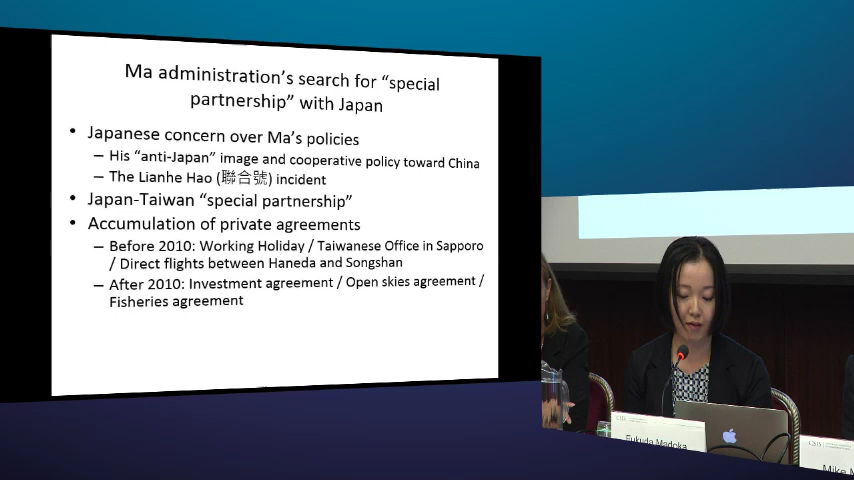 Ma administration's search for "special
partnership" with Japan
• Japanese concern over Ma's policies
– His "anti-Japan" image and cooperative policy toward China
– The Lianhe Hao (聯合號) incident
• Japan-Taiwan "special partnership"
• Accumulation of private agreements
– Before 2010: Working Holiday / Taiwanese Office in Sapporo
/ Direct flights between Haneda and Songshan
– After 2010: Investment agreement / Open skies agreement /
Fisheries agreement
CSIS
Fukuda Madoka
CSIS
Mike